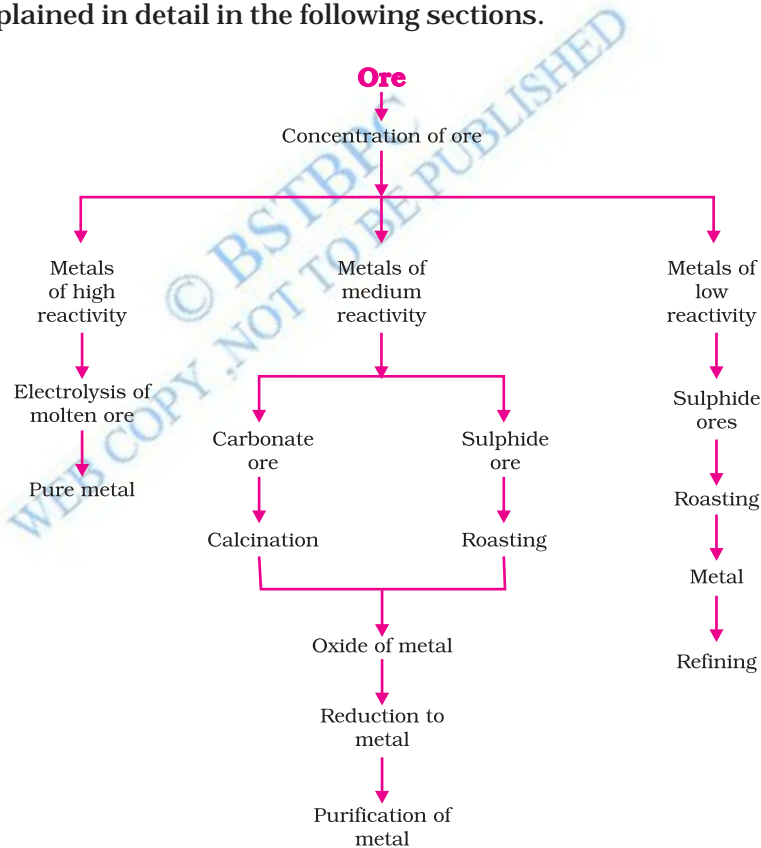 plained in detail in the following sections.
Ore
Concentration of ore
Metals
of high
reactivity
Metals of
medium
reactivity
Metals of
low
reactivity
Electrolysis of
molten ore
Pure metal
Carbonate
ore
Sulphide
ore
Calcination
Roasting
Oxide of metal
Reduction to
metal
Purification of
metal
Sulphide
ores
Roasting
Metal
Refining
© BSTBPC
WEB COPY ,NOT TO BE PUBLISHED